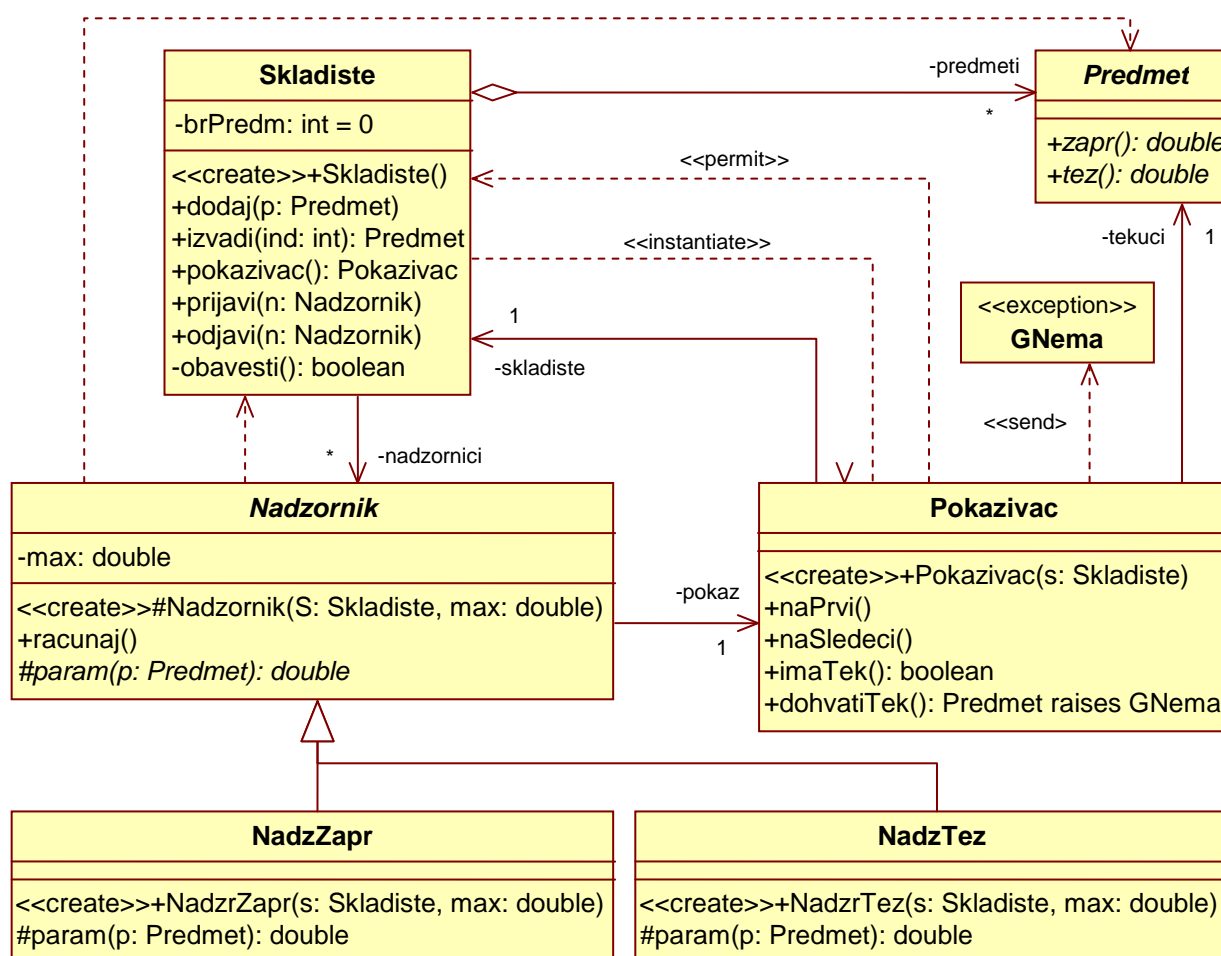 Skladiste
-brPredm: int = 0
<<create>>+Skladiste()
+dodaj(p: Predmet)
+izvadi(ind: int): Predmet
+pokazivac(): Pokazivac
+prijavi(n: Nadzornik)
+odjavi(n: Nadzornik)
-obavesti(): boolean
-predmeti
*
Predmet
+zapr(): double
+tez(): double
<<permit>>
<<instantiate>>
-tekuci
1
1
-skladiste
<<exception>>
GNema
<<send>
*
-nadzornici
Nadzornik
-max: double
<<create>>#Nadzornik(S: Skladiste, max: double)
+racunaj()
#param(p: Predmet): double
-pokaz
1
Pokazivac
<<create>>+Pokazivac(s: Skladiste)
+naPrvi()
+naSledeci()
+imaTek(): boolean
+dohvatiTek(): Predmet raises GNema
NadzZapr
<<create>>+NadzrZapr(s: Skladiste, max: double)
#param(p: Predmet): double
NadzTez
<<create>>+NadzrTez(s: Skladiste, max: double)
#param(p: Predmet): double